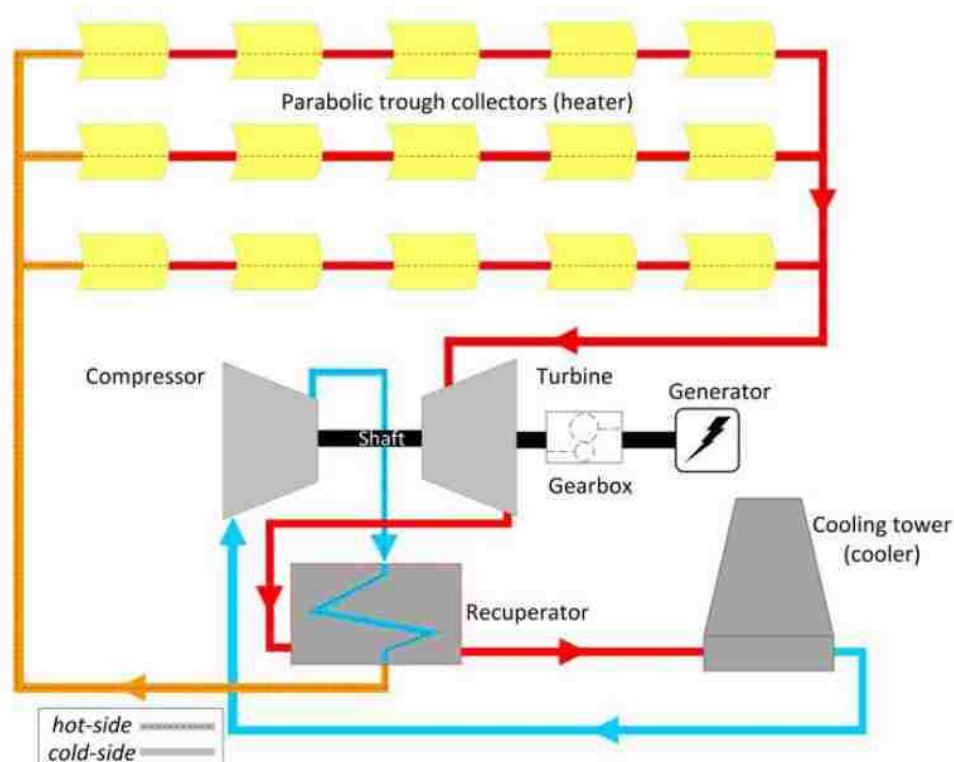 Parabolic trough collectors (heater)
Compressor
Turbine
Generator
Shaft
Gearbox
Cooling tower
(cooler)
Recuperator
hot-side
cold-side